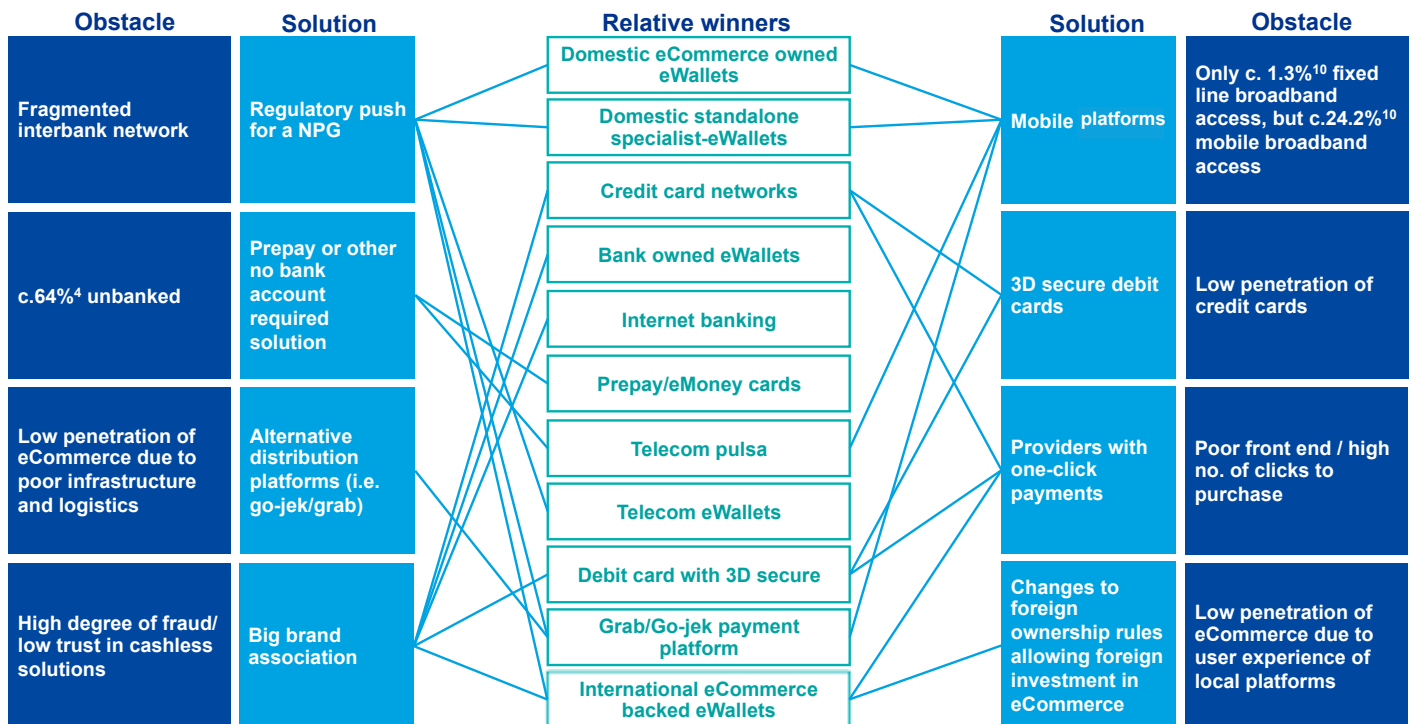 Obstacle
Solution
Relative winners
Solution
Obstacle
Fragmented
interbank network
Regulatory push
for a NPG
c.64%⁴ unbanked
Prepay or other
no bank
account
required
solution
Low penetration of
eCommerce due to
poor infrastructure
and logistics
Alternative
distribution
platforms (i.e.
go-jek/grab)
High degree of fraud/
low trust in cashless
solutions
Big brand
association
Domestic eCommerce owned
eWallets
Domestic standalone
specialist-eWallets
Credit card networks
Bank owned eWallets
Internet banking
Prepay/eMoney cards
Telecom pulsa
Telecom eWallets
Debit card with 3D secure
Grab/Go-jek payment
platform
International eCommerce
backed eWallets
Mobile platforms
Only c. 1.3%¹⁰ fixed
line broadband
access, but c.24.2%¹⁰
mobile broadband
access
3D secure debit
cards
Low penetration of
credit cards
Providers with
one-click
payments
Poor front end / high
no. of clicks to
purchase
Changes to
foreign
ownership rules
allowing foreign
investment in
eCommerce
Low penetration of
eCommerce due to
user experience of
local platforms